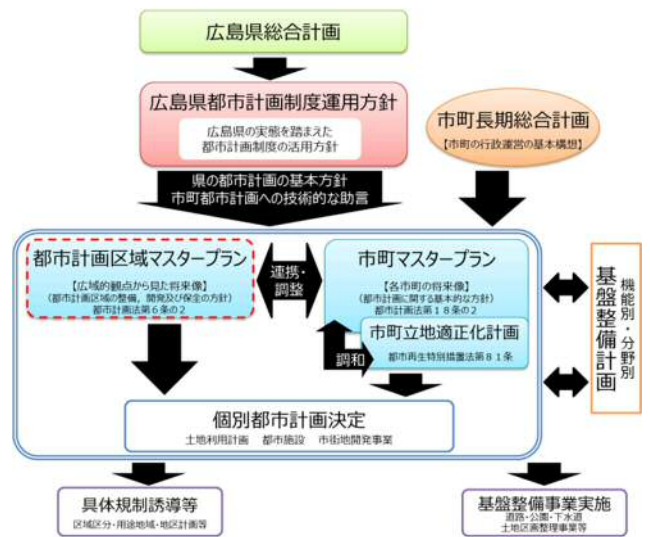 広島県総合計画
広島県都市計画制度運用方針
広島県の実態を踏まえた
都市計画制度の活用方針
市町長期総合計画
【市町の行政運営の基本構想】
県の都市計画の基本方針
市町都市計画への技術的な助言
都市計画区域マスタープラン
【広域的観点から見た将来像】
(都市計画区域の整備，開発及び保全の方針)
都市計画法第６条の２
連携・
調整
市町マスタープラン
【各市町の将来像】
(都市計画に関する基本的な方針)
都市計画法第１８条の２
市町立地適正化計画
都市再生特別措置法第８１条
調和
機能別・分野別
基盤整備計画
個別都市計画決定
土地利用計画　都市施設　市街地開発事業
具体規制誘導等
区域区分・用途地域・地区計画等
基盤整備事業実施
道路・公園・下水道
土地区画整理事業等